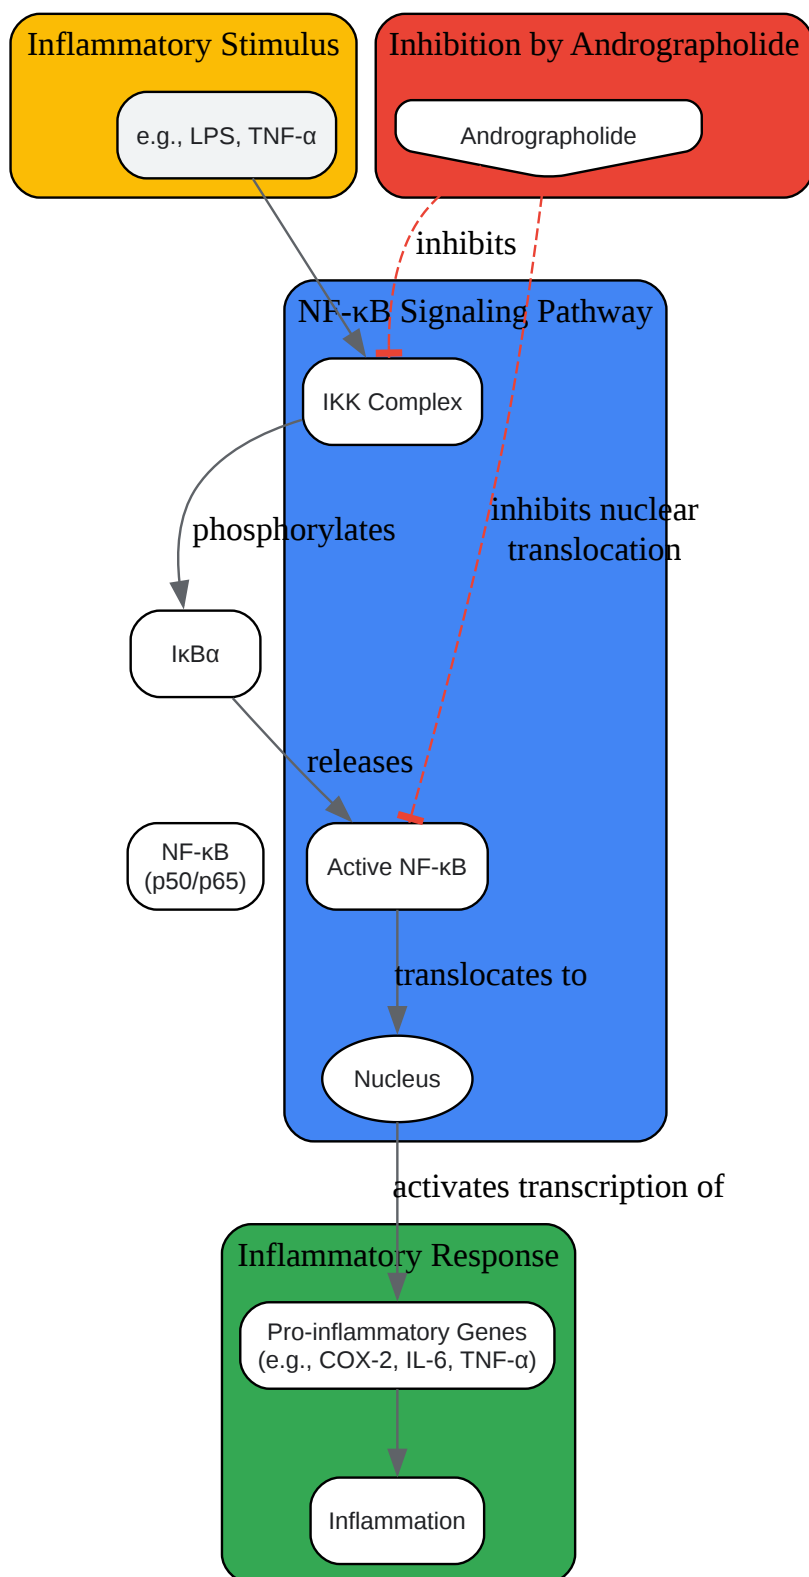 Inflammatory Stimulus
e.g., LPS, TNF-α
Inhibition by Andrographolide
Andrographolide
inhibits
NF-κB Signaling Pathway
IKK Complex
phosphorylates
inhibits nuclear
translocation
IκBα
releases
NF-κB
(p50/p65)
Active NF-κB
translocates to
Nucleus
activates transcription of
Inflammatory Response
Pro-inflammatory Genes
(e.g., COX-2, IL-6, TNF-α)
Inflammation